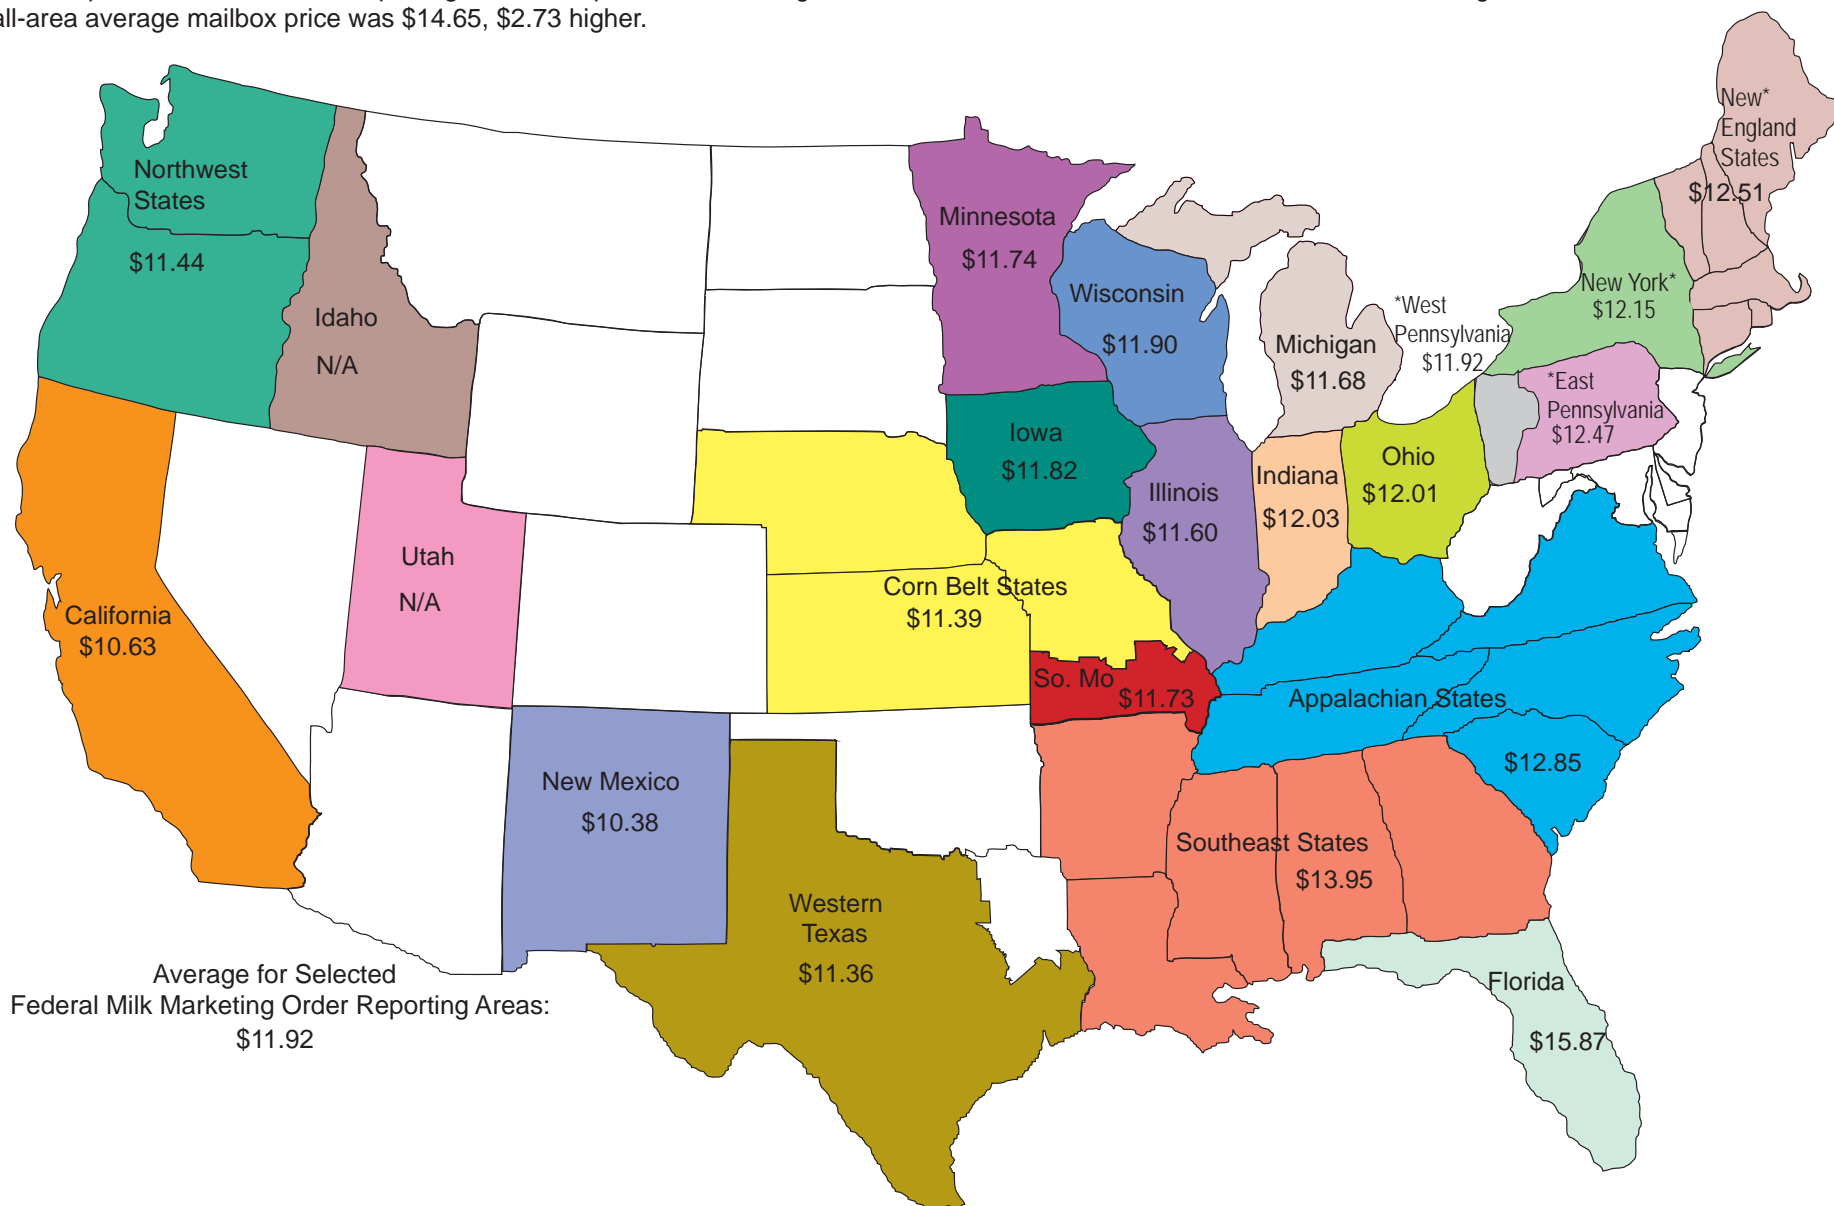 all-area average mailbox price was $14.65, $2.73 higher.
New*
England
States
$12.51
Northwest
States
$11.44
Minnesota
$11.74
Idaho
N/A
Wisconsin
$11.90
Michigan
$11.68
*West
Pennsylvania
$11.92
New York*
$12.15
*East
Pennsylvania
$12.47
Iowa
$11.82
Illinois
$11.60
Indiana
$12.03
Ohio
$12.01
Utah
N/A
California
$10.63
Corn Belt States
$11.39
So. Mo
$11.73
Appalachian States
$12.85
New Mexico
$10.38
Southeast States
$13.95
Western
Texas
$11.36
Florida
$15.87
Average for Selected
Federal Milk Marketing Order Reporting Areas:
$11.92